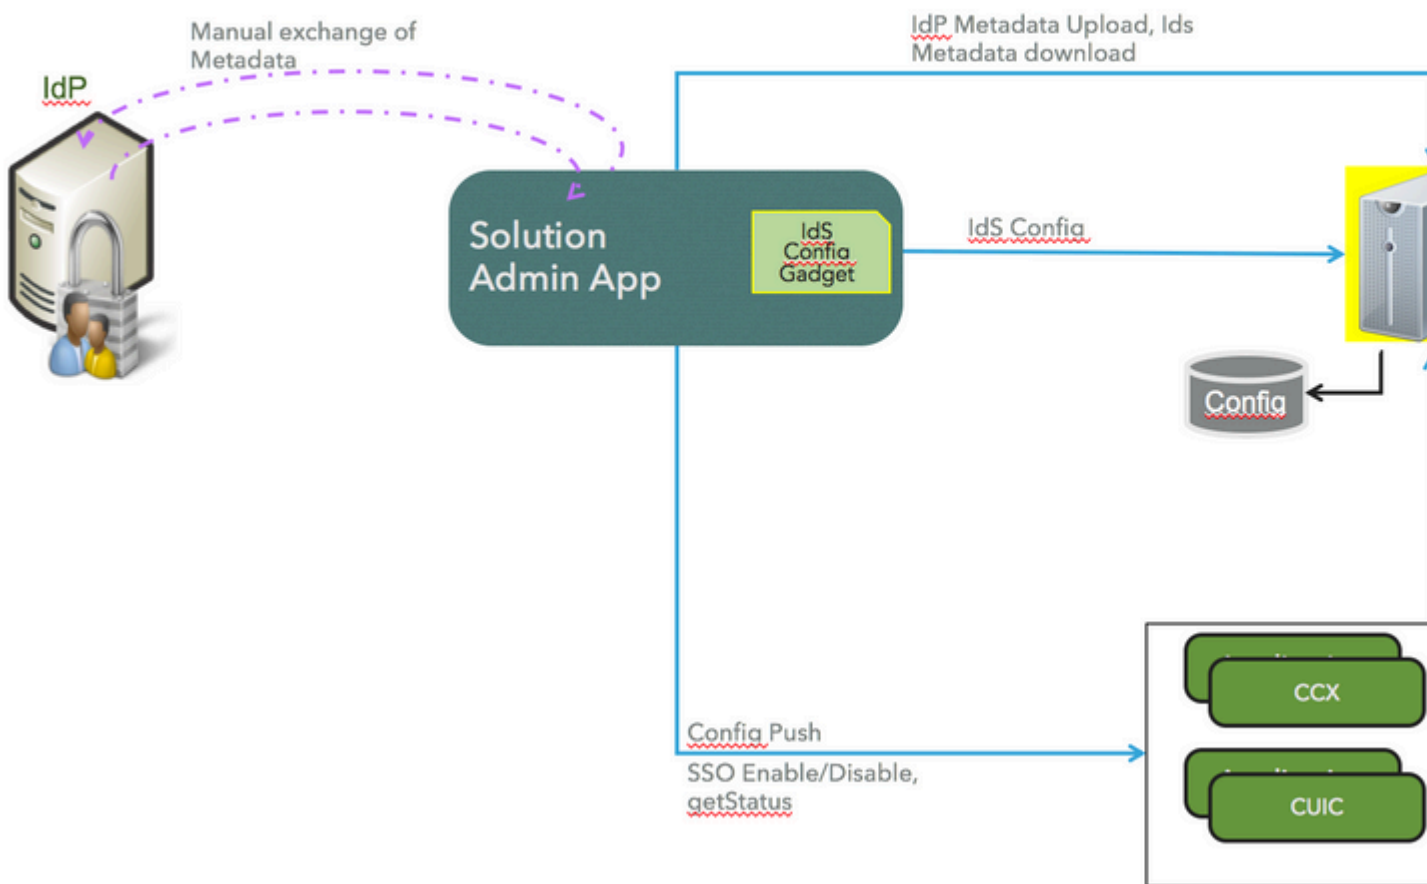 Manual exchange of
Metadata
IdP Metadata Upload, Ids
Metadata download
IdP
Solution
Admin App
IdS
Config
Gadget
IdS Config
Config
CCX
Config Push
SSO Enable/Disable,
getStatus
CUIC